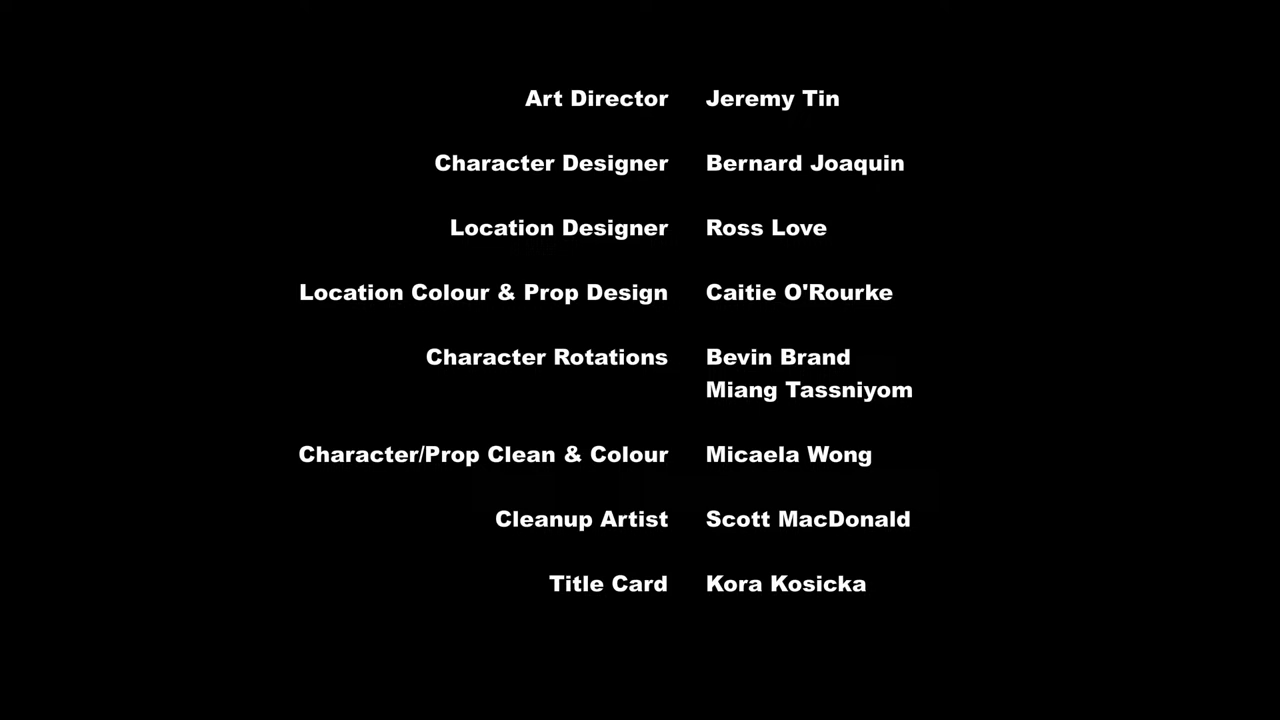 Art Director Jeremy Tin
Character Designer Bernard Joaquin
Location Designer Ross Love
Location Colour & Prop Design Caitie O'Rourke
Character Rotations Bevin Brand
Miang Tassniyom
Character/Prop Clean & Colour Micaela Wong
Cleanup Artist Scott MacDonald
Title Card Kora Kosicka